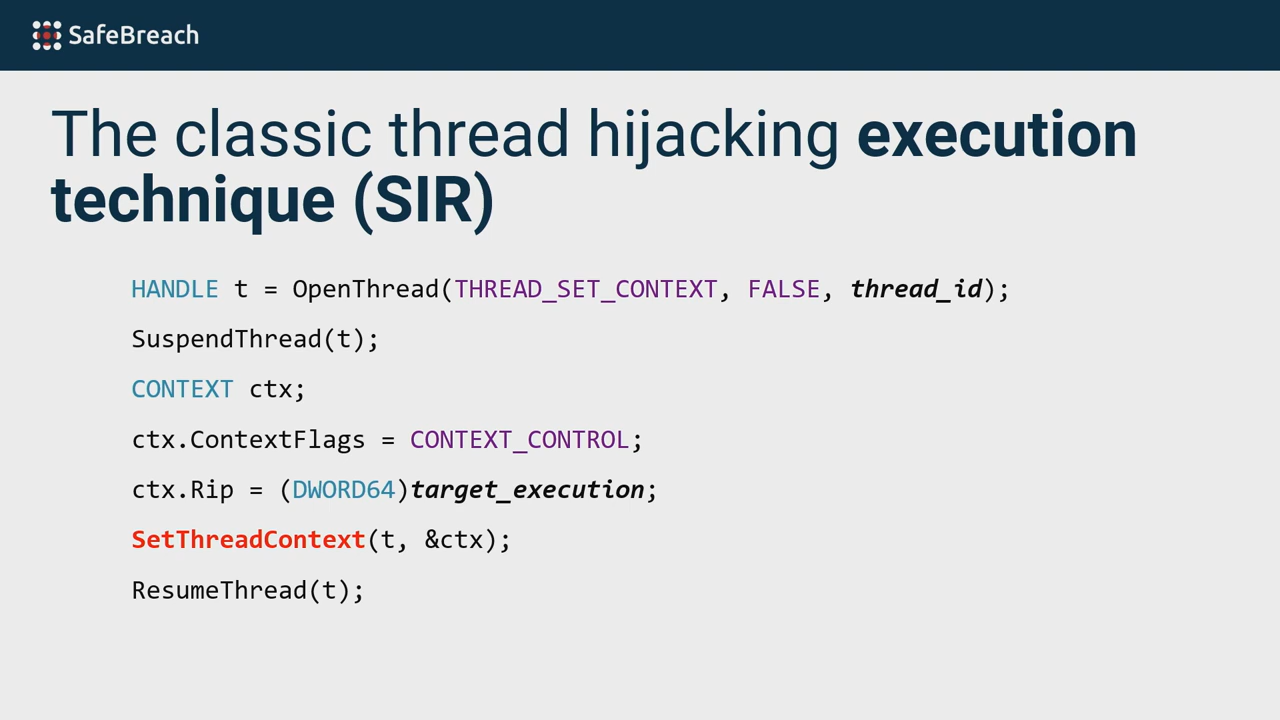 SafeBreach
The classic thread hijacking execution
technique (SIR)
HANDLE t = OpenThread(THREAD_SET_CONTEXT, FALSE, thread_id);
SuspendThread(t);
CONTEXT ctx;
ctx.ContextFlags = CONTEXT_CONTROL;
ctx.Rip = (DWORD64)target_execution;
SetThreadContext(t, &ctx);
ResumeThread(t);